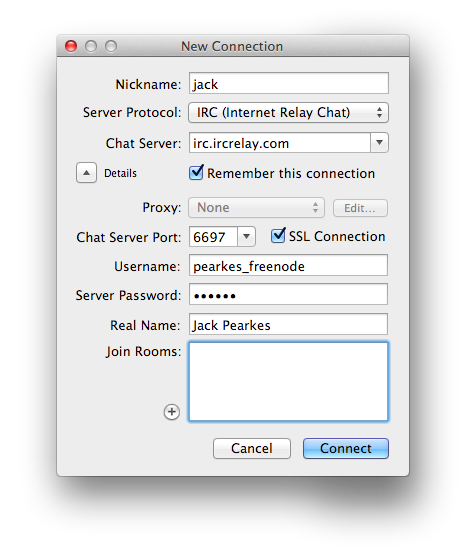 New Connection
Nickname: jack
Server Protocol: IRC (Internet Relay Chat)
Chat Server: irc.ircrelay.com
Details Remember this connection
Proxy: None Edit...
Chat Server Port: 6697 SSL Connection
Username: pearkes_freenode
Server Password: ••••••
Real Name: Jack Pearkes
Join Rooms:
Cancel Connect